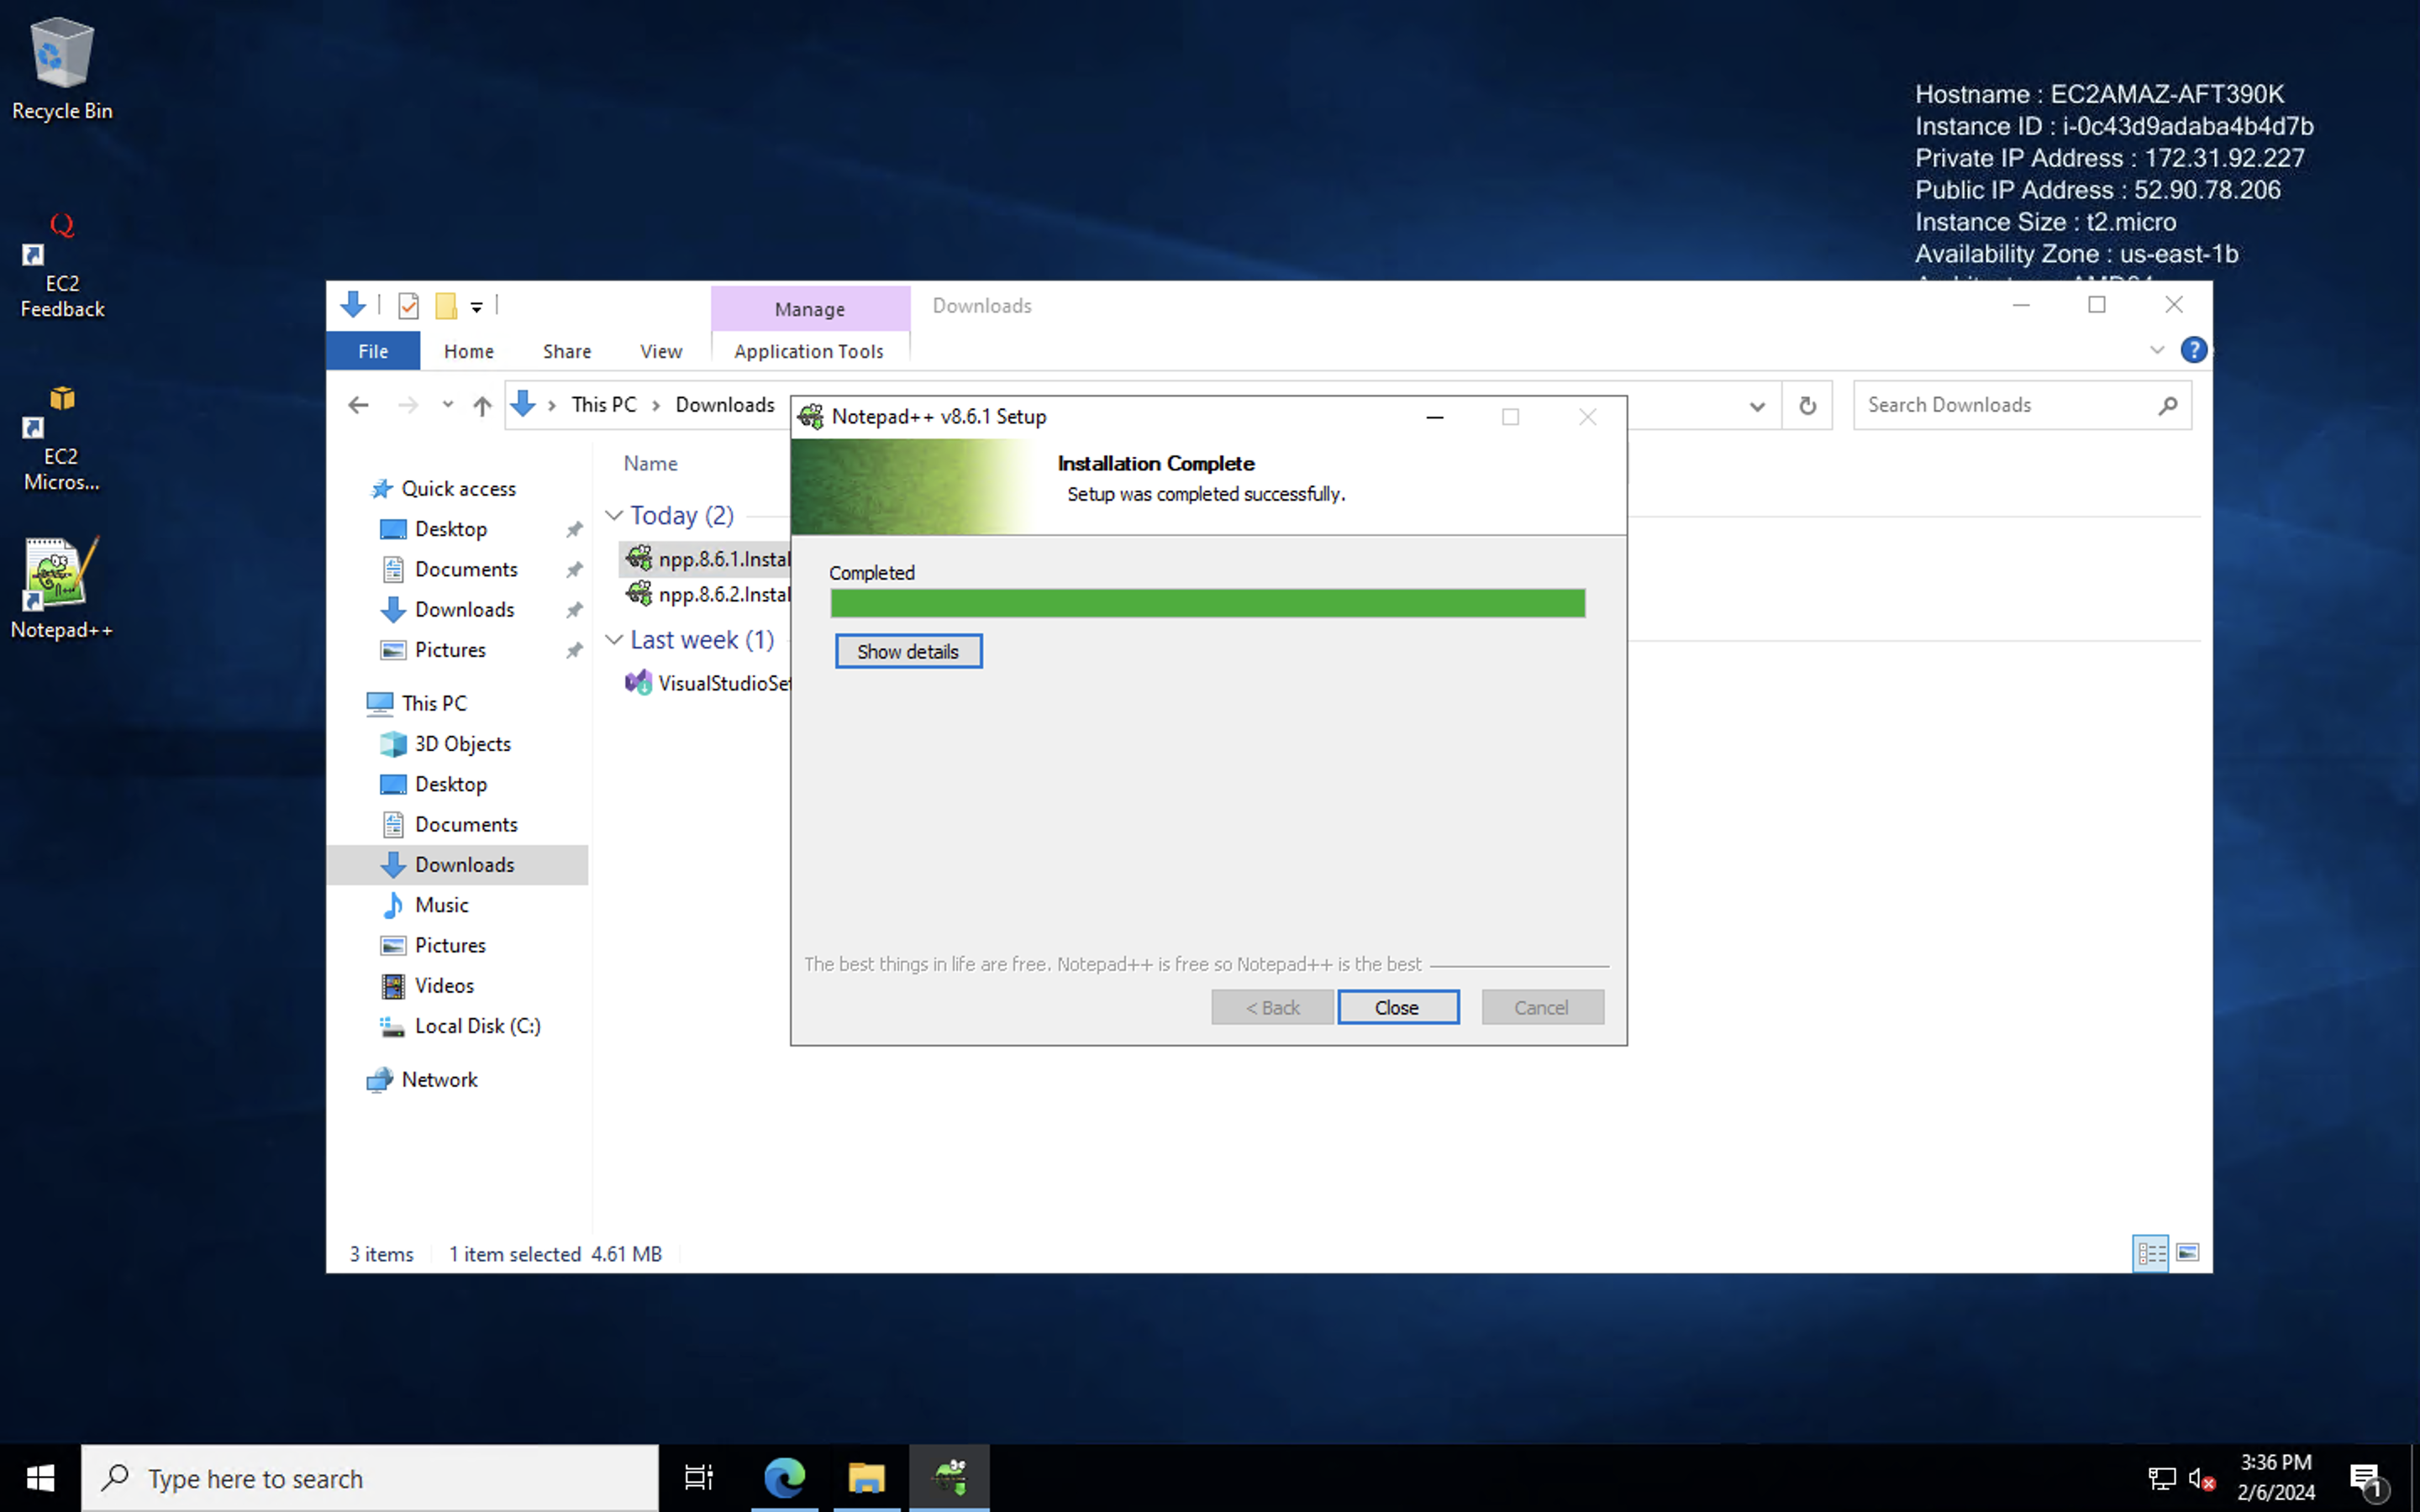 Recycle Bin
EC2
Feedback
EC2
Micros...
Notepad++
Hostname : EC2AMAZ-AFT390K
Instance ID : i-0c43d9adaba4b4d7b
Private IP Address : 172.31.92.227
Public IP Address : 52.90.78.206
Instance Size : t2.micro
Availability Zone : us-east-1b
Manage
Downloads
File
Home
Share
View
Application Tools
This PC
Downloads
Search Downloads
Quick access
Desktop
Documents
Downloads
Pictures
This PC
3D Objects
Desktop
Documents
Downloads
Music
Pictures
Videos
Local Disk (C:)
Network
Name
Today (2)
npp.8.6.1.Instal
npp.8.6.2.Instal
Last week (1)
VisualStudioSet
Notepad++ v8.6.1 Setup
Installation Complete
Setup was completed successfully.
Completed
Show details
The best things in life are free. Notepad++ is free so Notepad++ is the best
< Back
Close
Cancel
3 items
1 item selected 4.61 MB
Type here to search
3:36 PM
2/6/2024
1